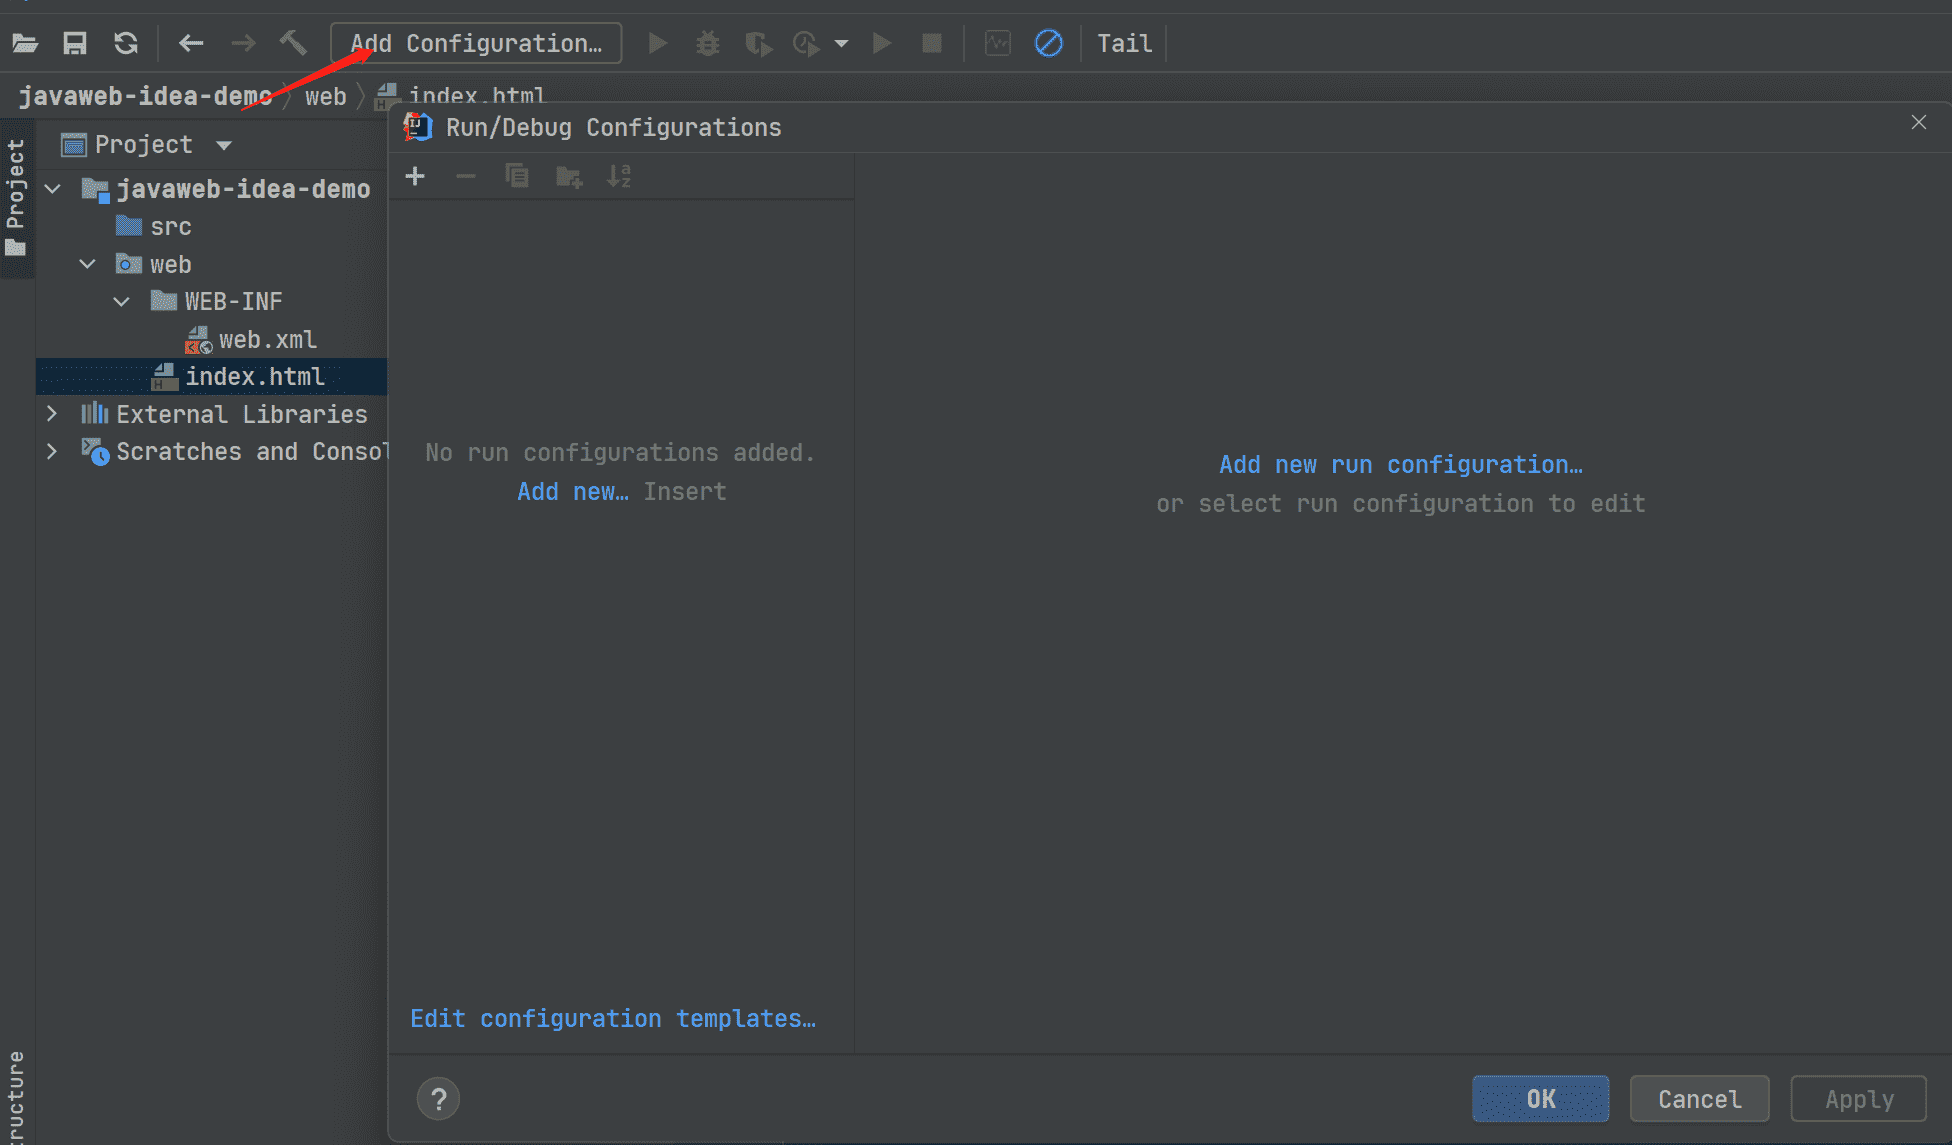 Add Configuration…
Tail
javaweb-idea-demo
web
index.html
Run/Debug Configurations
Project
Project
javaweb-idea-demo
src
web
WEB-INF
web.xml
index.html
External Libraries
Scratches and Consol
No run configurations added.
Add new… Insert
Add new run configuration…
or select run configuration to edit
Edit configuration templates…
?
OK
Cancel
Apply
ructure